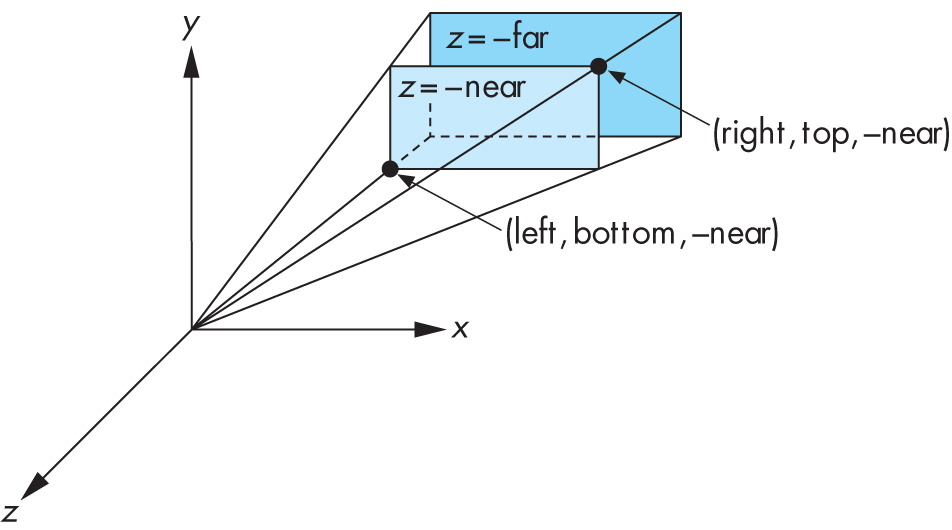 y
z = –far
z = –near
(right, top, –near)
(left, bottom, –near)
x
z